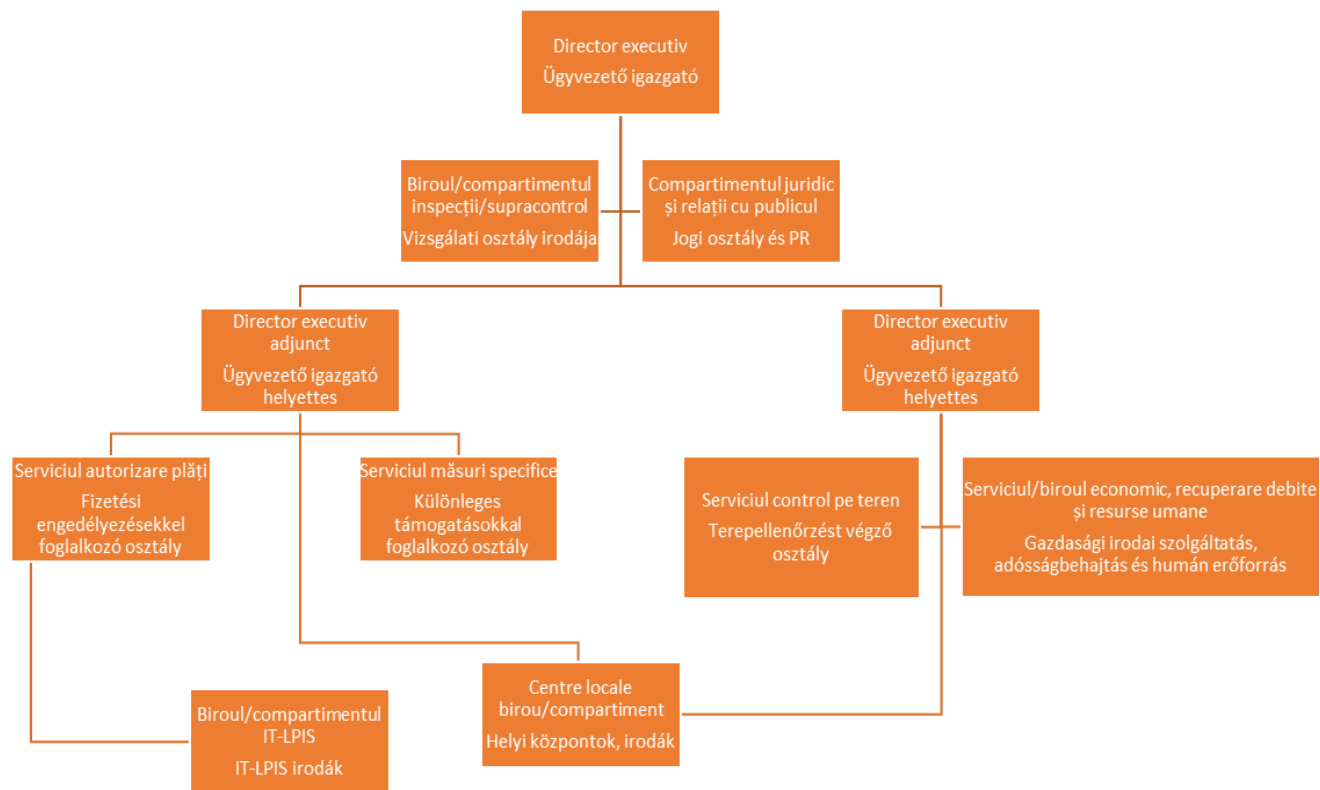 Director executiv
Ügyvezető igazgató
Biroul/compartimentul
inspecții/supracontrol
Vizsgálati osztály irodája
Compartimentul juridic
și relații cu publicul
Jogi osztály és PR
Director executiv
adjunct
Ügyvezető igazgató
helyettes
Director executiv
adjunct
Ügyvezető igazgató
helyettes
Serviciul autorizare plăți
Fizetési
engedélyezésekkel
foglalkozó osztály
Serviciul măsuri specifice
Különleges
támogatásokkal
foglalkozó osztály
Serviciul control pe teren
Terepellenőrzést végző
osztály
Serviciul/biroul economic, recuperare debite
și resurse umane
Gazdasági irodai szolgáltatás,
adósságbehajtás és humán erőforrás
Biroul/compartimentul
IT-LPIS
IT-LPIS irodák
Centre locale
birou/compartiment
Helyi központok, irodák